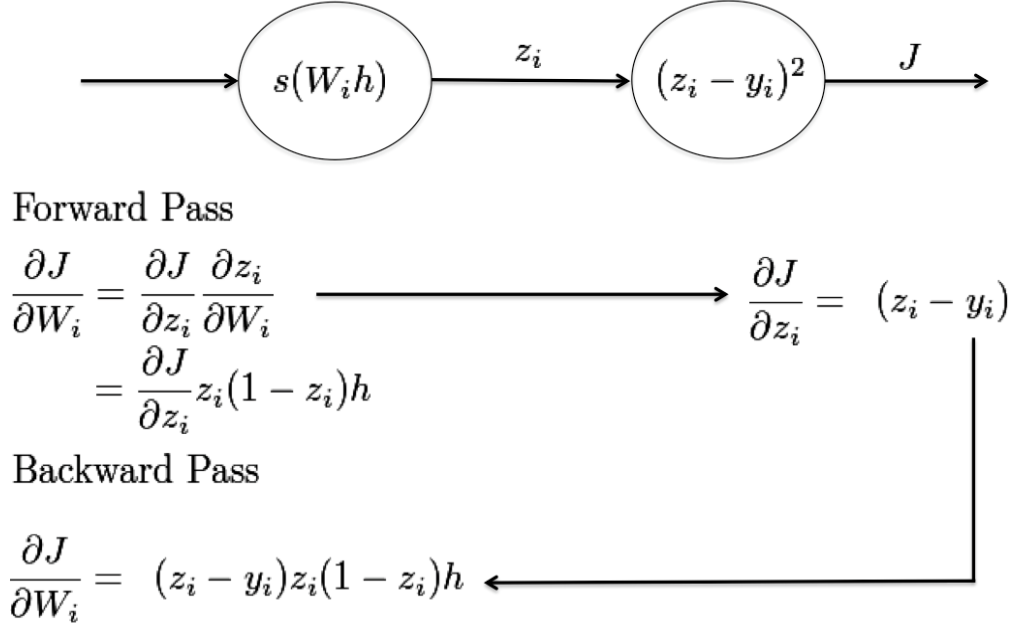 s(W_i h) z_i (z_i − y_i)^2 J
Forward Pass
∂J/∂W_i = ∂J/∂z_i ∂z_i/∂W_i ∂J/∂z_i = (z_i − y_i)
= ∂J/∂z_i z_i(1 − z_i)h
Backward Pass
∂J/∂W_i = (z_i − y_i)z_i(1 − z_i)h